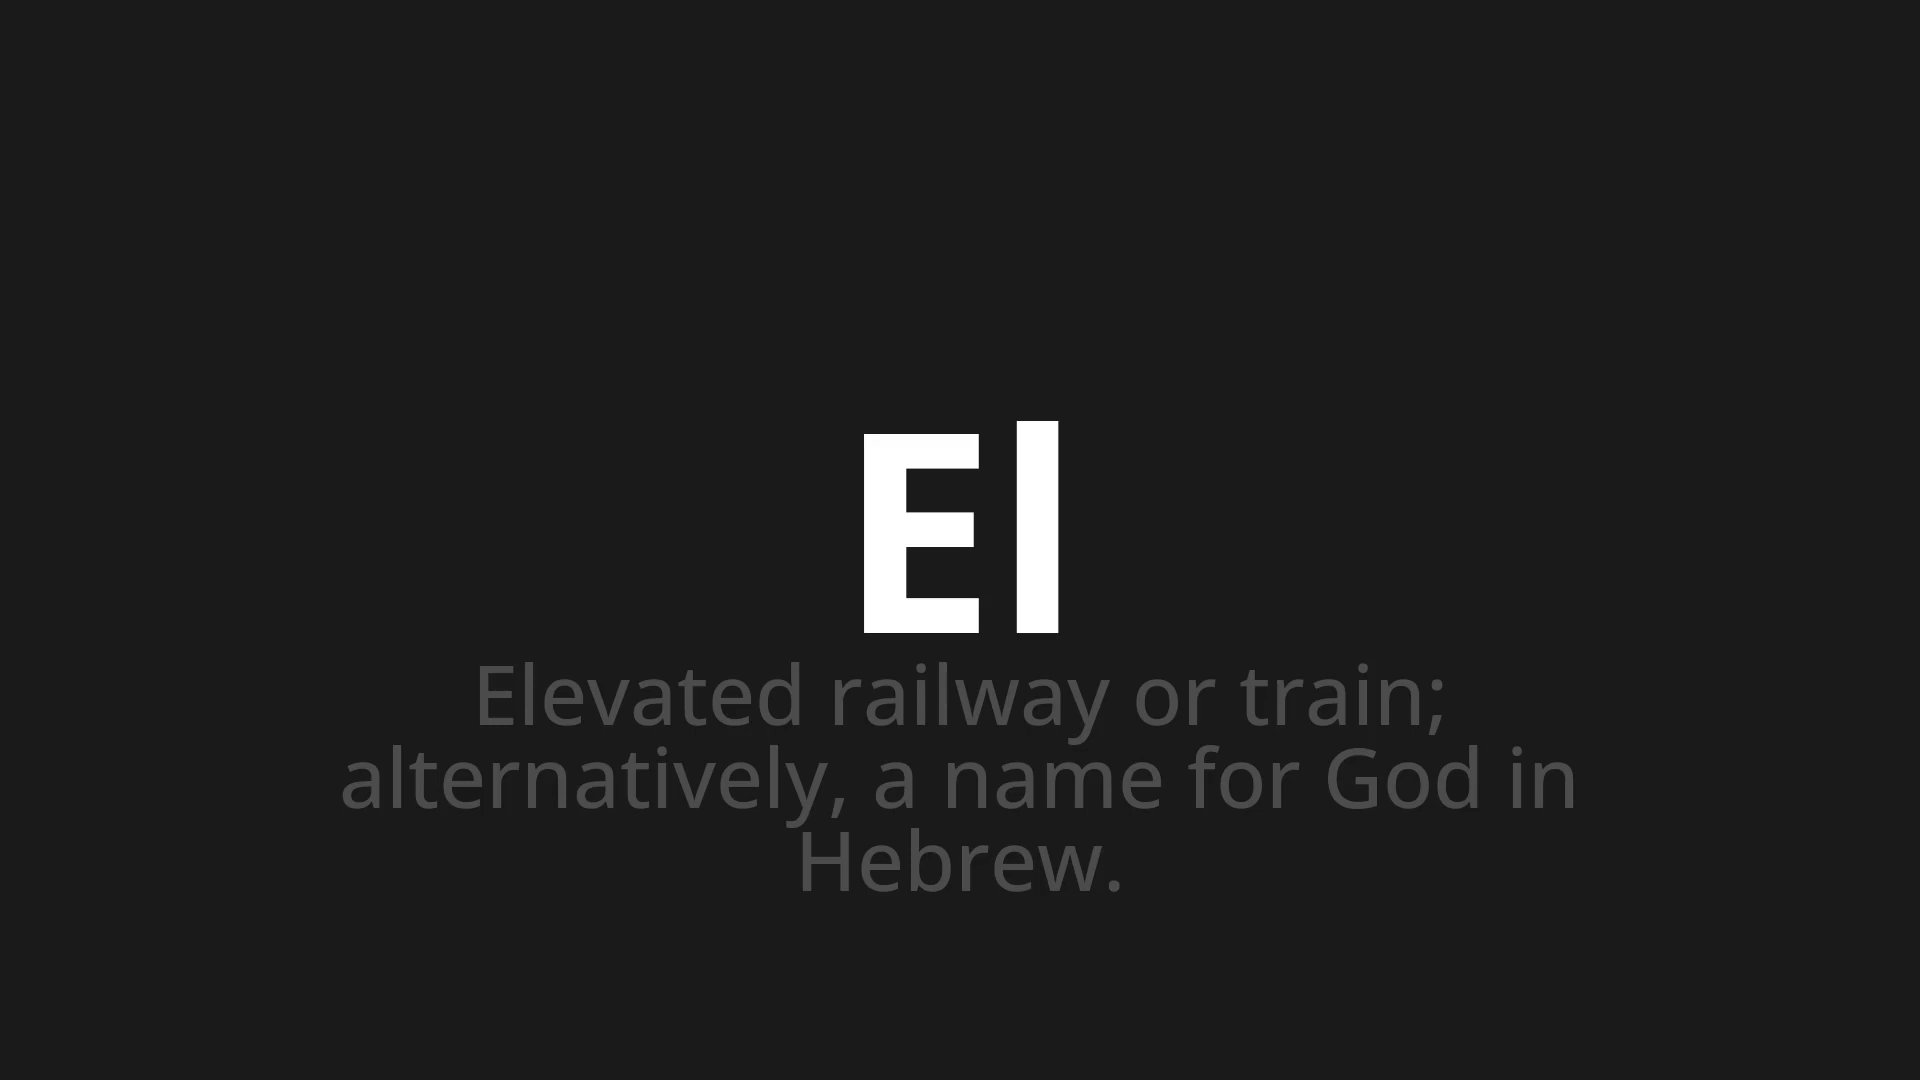 El
Elevated railway or train;
alternatively, a name for God in
Hebrew.